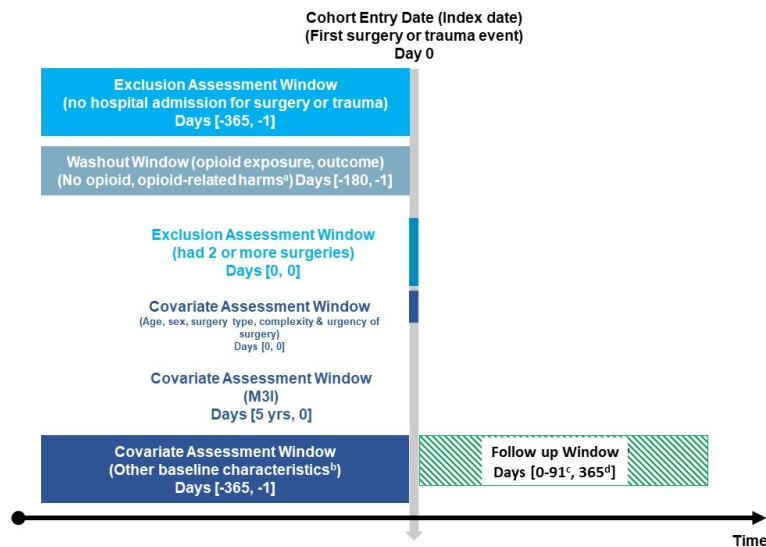 Cohort Entry Date (Index date)
(First surgery or trauma event)
Day 0
Exclusion Assessment Window
(no hospital admission for surgery or trauma)
Days [-365, -1]
Washout Window (opioid exposure, outcome)
(No opioid, opioid-related harmsᵃ) Days [-180, -1]
Exclusion Assessment Window
(had 2 or more surgeries)
Days [0, 0]
Covariate Assessment Window
(Age, sex, surgery type, complexity & urgency of
surgery)
Days [0, 0]
Covariate Assessment Window
(M3I)
Days [5 yrs, 0]
Covariate Assessment Window
(Other baseline characteristicsᵇ)
Days [-365, -1]
Follow up Window
Days [0-91ᶜ, 365ᵈ]
Time